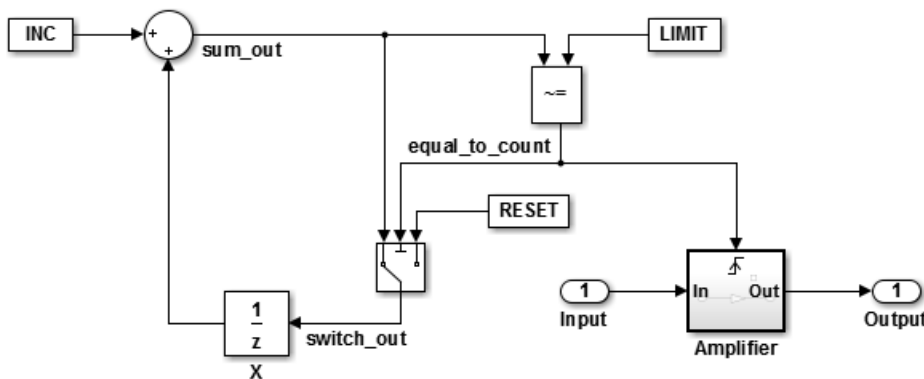 INC
+
+
sum_out
LIMIT
~=
equal_to_count
RESET
1
Input
In
Out
Amplifier
1
Output
1
z
X
switch_out